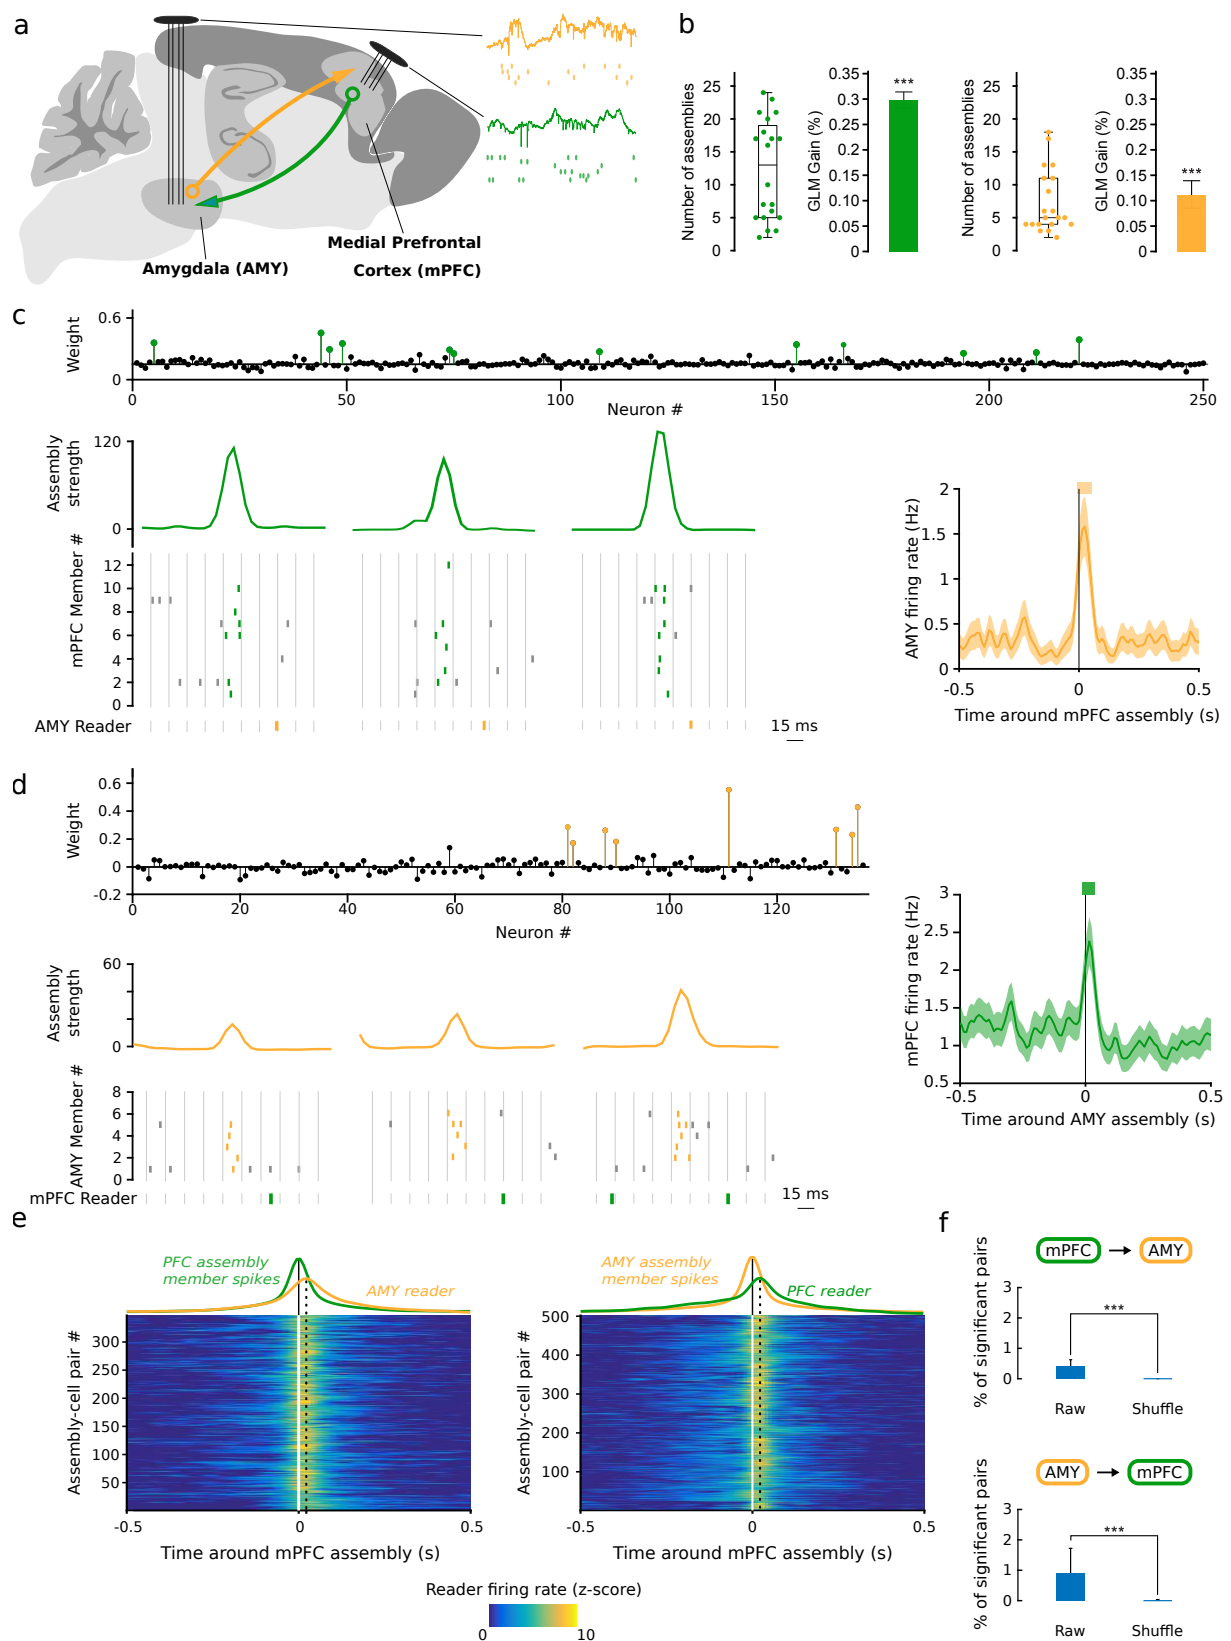 a
Amygdala (AMY)
Medial Prefrontal
Cortex (mPFC)
b
Number of assemblies
25
20
15
10
5
0
GLM Gain (%)
0.35
0.3
0.25
0.2
0.15
0.1
0.05
0
***
Number of assemblies
25
20
15
10
5
0
GLM Gain (%)
0.35
0.3
0.25
0.2
0.15
0.1
0.05
0
***
c
Weight
0.6
0
0
50
100
150
200
250
Neuron #
Assembly
strength
120
0
mPFC Member #
12
10
8
6
4
2
0
AMY Reader
15 ms
AMY firing rate (Hz)
2
1.5
1
0.5
0
-0.5
0
0.5
Time around mPFC assembly (s)
d
Weight
0.6
0.4
0.2
0
-0.2
0
20
40
60
80
100
120
Neuron #
Assembly
strength
60
0
AMY Member #
8
6
4
2
0
mPFC Reader
15 ms
mPFC firing rate (Hz)
3
2.5
2
1.5
1
0.5
-0.5
0
0.5
Time around AMY assembly (s)
e
PFC assembly
member spikes
AMY reader
Assembly-cell pair #
350
300
250
200
150
100
50
-0.5
0
0.5
Time around mPFC assembly (s)
AMY assembly
member spikes
PFC reader
Assembly-cell pair #
500
400
300
200
100
-0.5
0
0.5
Time around mPFC assembly (s)
Reader firing rate (z-score)
0
10
f
mPFC
AMY
% of significant pairs
3
2
1
0
***
Raw
Shuffle
AMY
mPFC
% of significant pairs
3
2
1
0
***
Raw
Shuffle